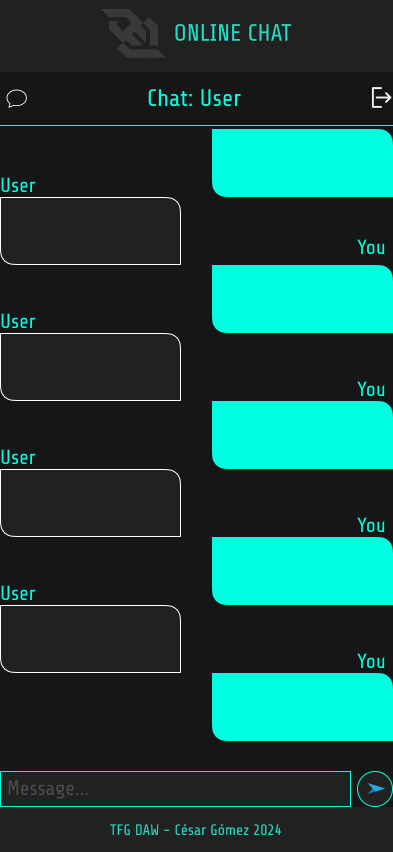 ONLINE CHAT
Chat: User
User
You
User
You
User
You
User
You
Message...
TFG DAW - César Gómez 2024